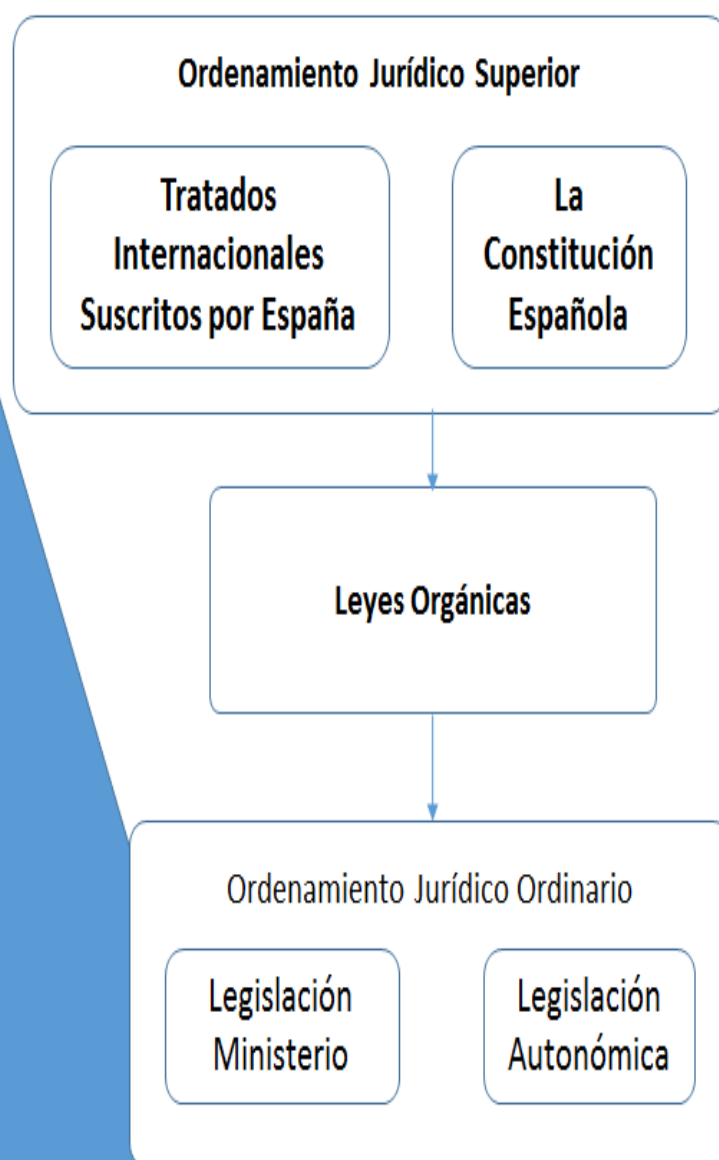 Ordenamiento Jurídico Superior
Tratados
Internacionales
Suscritos por España
La
Constitución
Española
Leyes Orgánicas
Ordenamiento Jurídico Ordinario
Legislación
Ministerio
Legislación
Autonómica